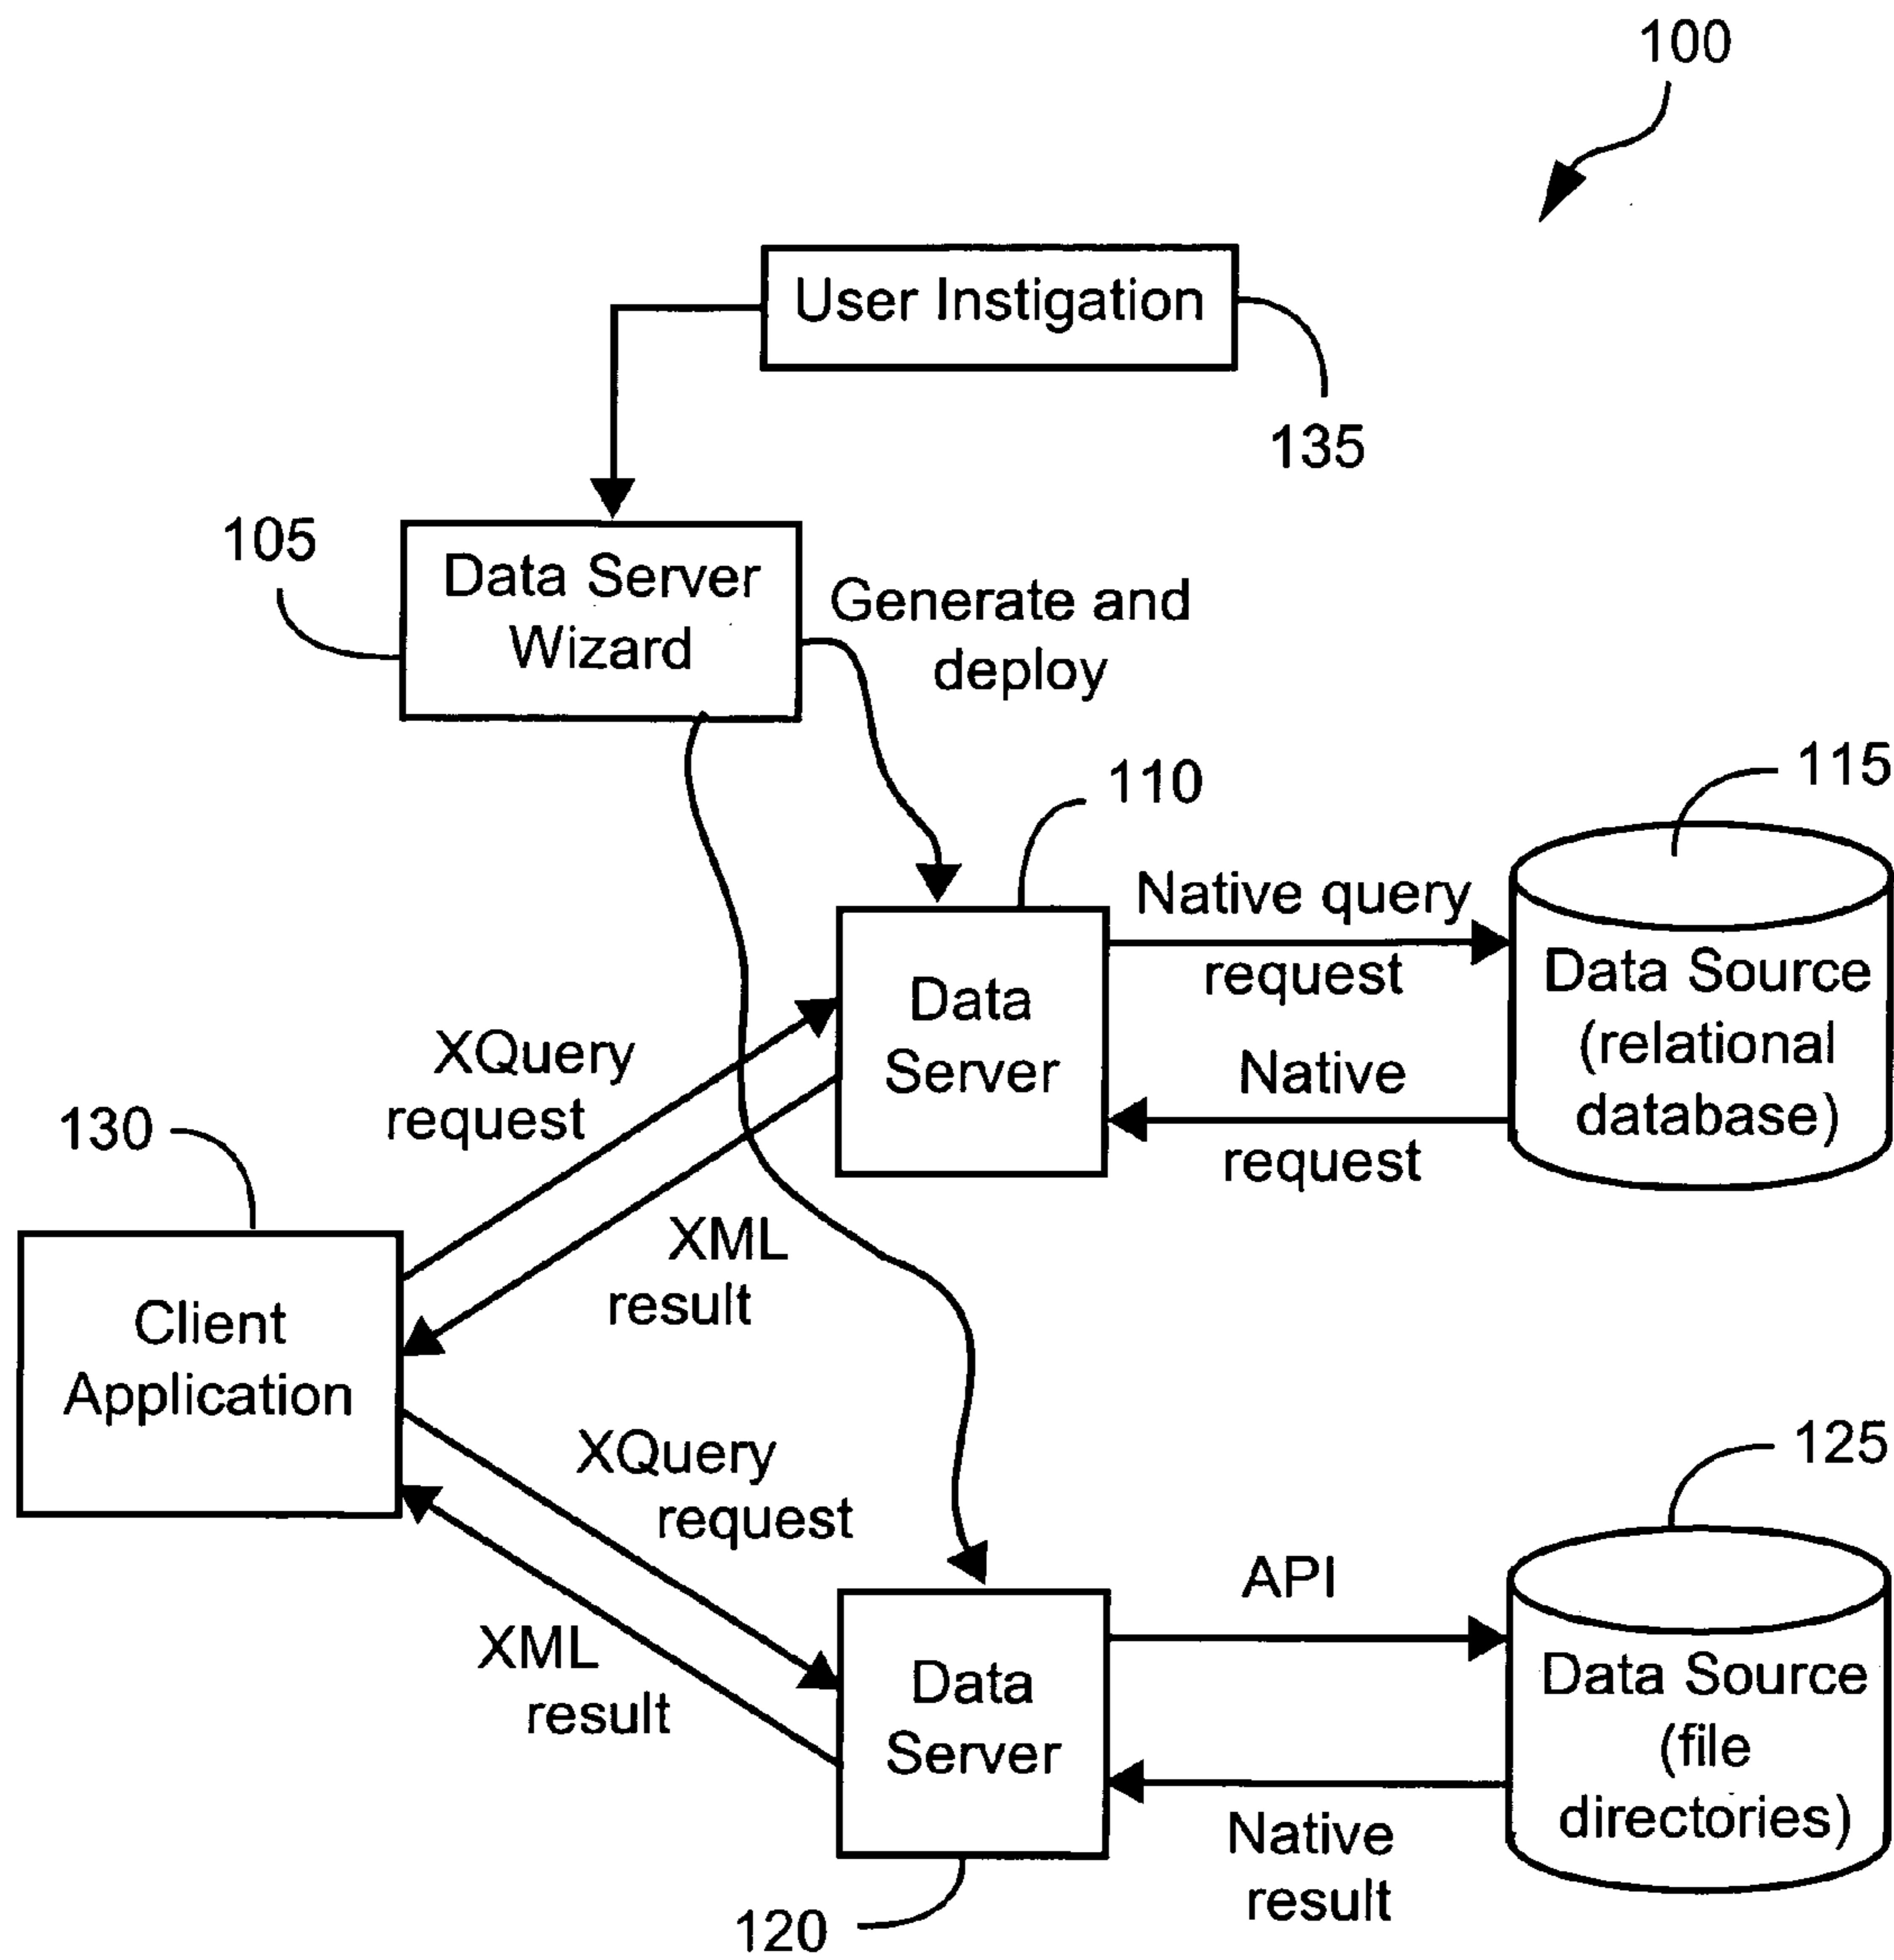 100
User Instigation
135
105
Data Server
Wizard
Generate and
deploy
110
115
Native query
request
Data Source
(relational
database)
Data
Server
Native
request
XQuery
request
130
XML
result
Client
Application
XQuery
request
125
API
XML
result
Data
Server
Data Source
(file
directories)
Native
result
120